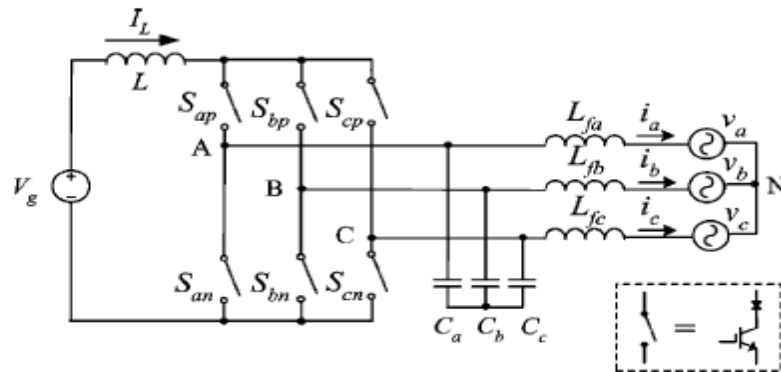 I_L
L
S_ap S_bp S_cp
A
B
C
V_g
+
−
L_fa i_a v_a
L_fb i_b v_b N
L_fc i_c v_c
S_an S_bn S_cn
C_a C_b C_c
=